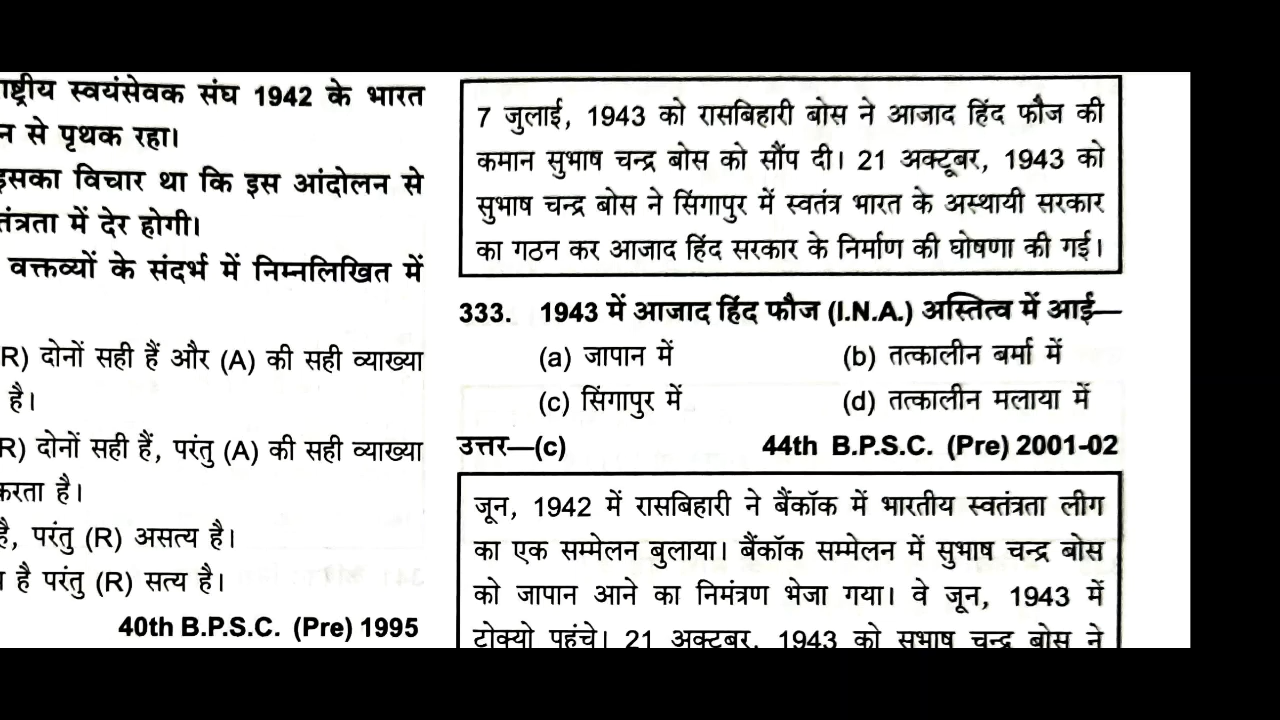 ाष्ट्रीय स्वयंसेवक संघ 1942 के भारत
न से पृथक रहा।
इसका विचार था कि इस आंदोलन से
तंत्रता में देर होगी।
वक्तव्यों के संदर्भ में निम्नलिखित में
R) दोनों सही हैं और (A) की सही व्याख्या
है।
R) दोनों सही हैं, परंतु (A) की सही व्याख्या
करता है।
है, परंतु (R) असत्य है।
है परंतु (R) सत्य है।
40th B.P.S.C. (Pre) 1995
7 जुलाई, 1943 को रासबिहारी बोस ने आजाद हिंद फौज की
कमान सुभाष चन्द्र बोस को सौंप दी। 21 अक्टूबर, 1943 को
सुभाष चन्द्र बोस ने सिंगापुर में स्वतंत्र भारत के अस्थायी सरकार
का गठन कर आजाद हिंद सरकार के निर्माण की घोषणा की गई।
333. 1943 में आजाद हिंद फौज (I.N.A.) अस्तित्व में आई—
(a) जापान में (b) तत्कालीन बर्मा में
(c) सिंगापुर में (d) तत्कालीन मलाया में
उत्तर—(c) 44th B.P.S.C. (Pre) 2001-02
जून, 1942 में रासबिहारी ने बैंकॉक में भारतीय स्वतंत्रता लीग
का एक सम्मेलन बुलाया। बैंकॉक सम्मेलन में सुभाष चन्द्र बोस
को जापान आने का निमंत्रण भेजा गया। वे जून, 1943 में
टोक्यो पहुंचे। 21 अक्टूबर, 1943 को सुभाष चन्द्र बोस ने